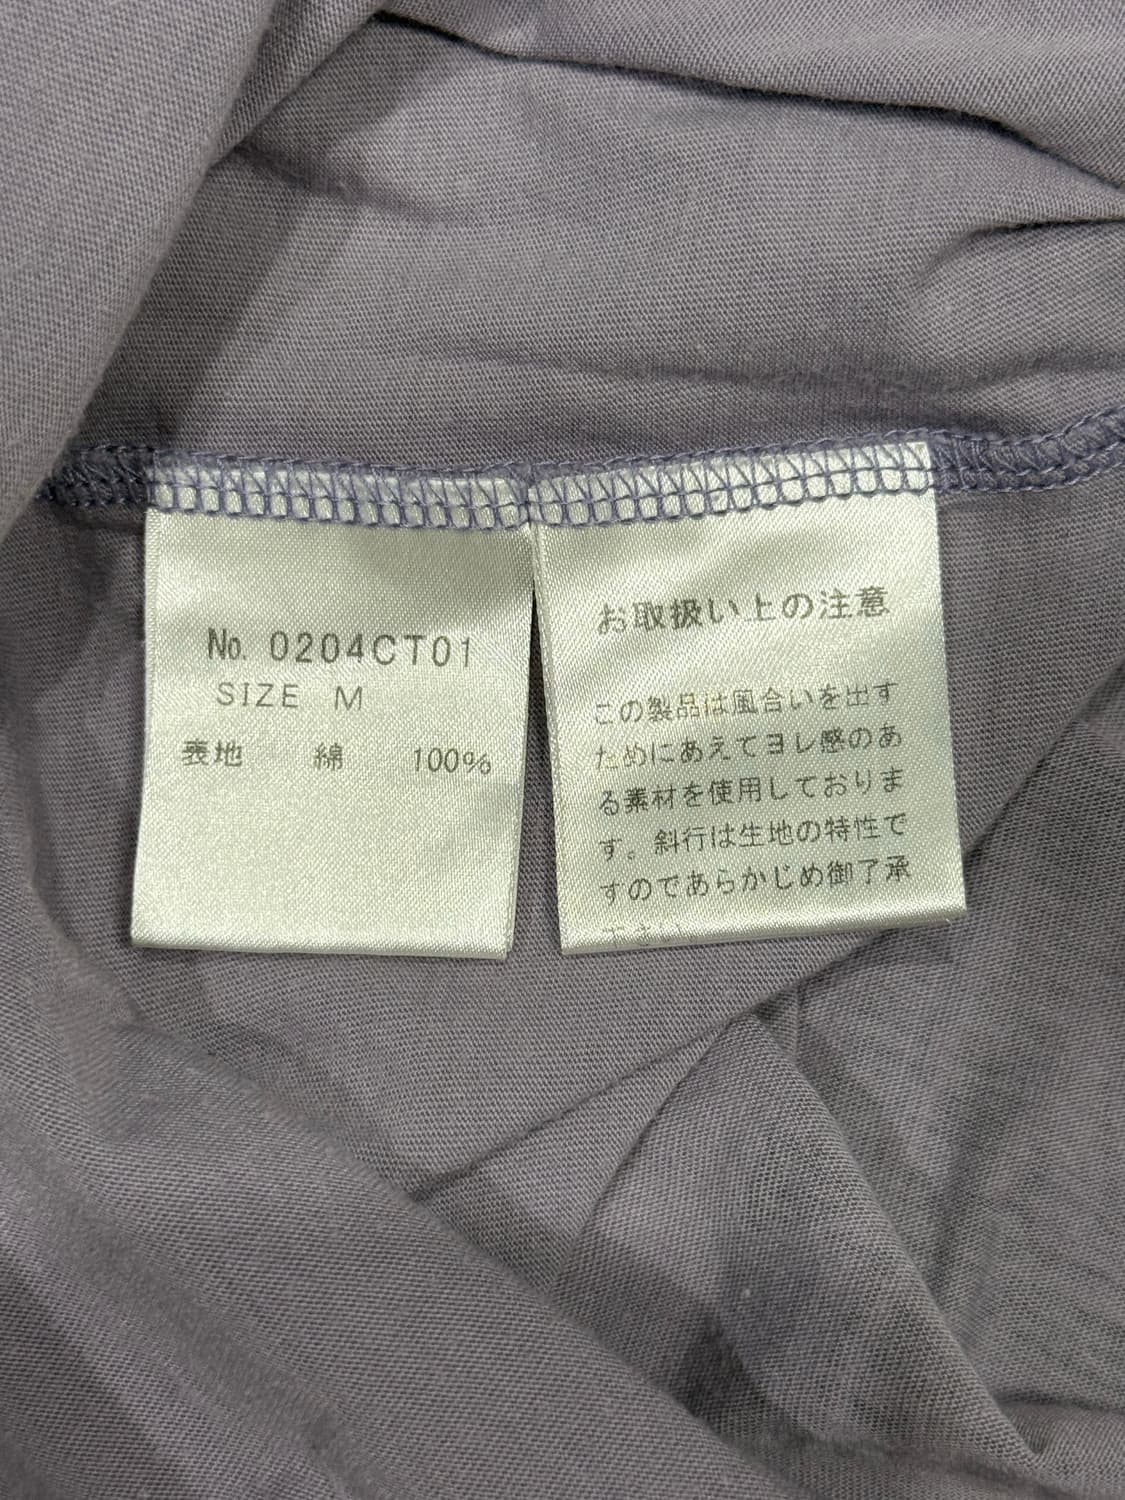 No. 0204CT01
SIZE M
表地 綿 100%
お取扱い上の注意
この製品は風合いを出す
ためにあえてヨレ感のあ
る素材を使用しておりま
す。斜行は生地の特性で
すのであらかじめ御了承
下さい